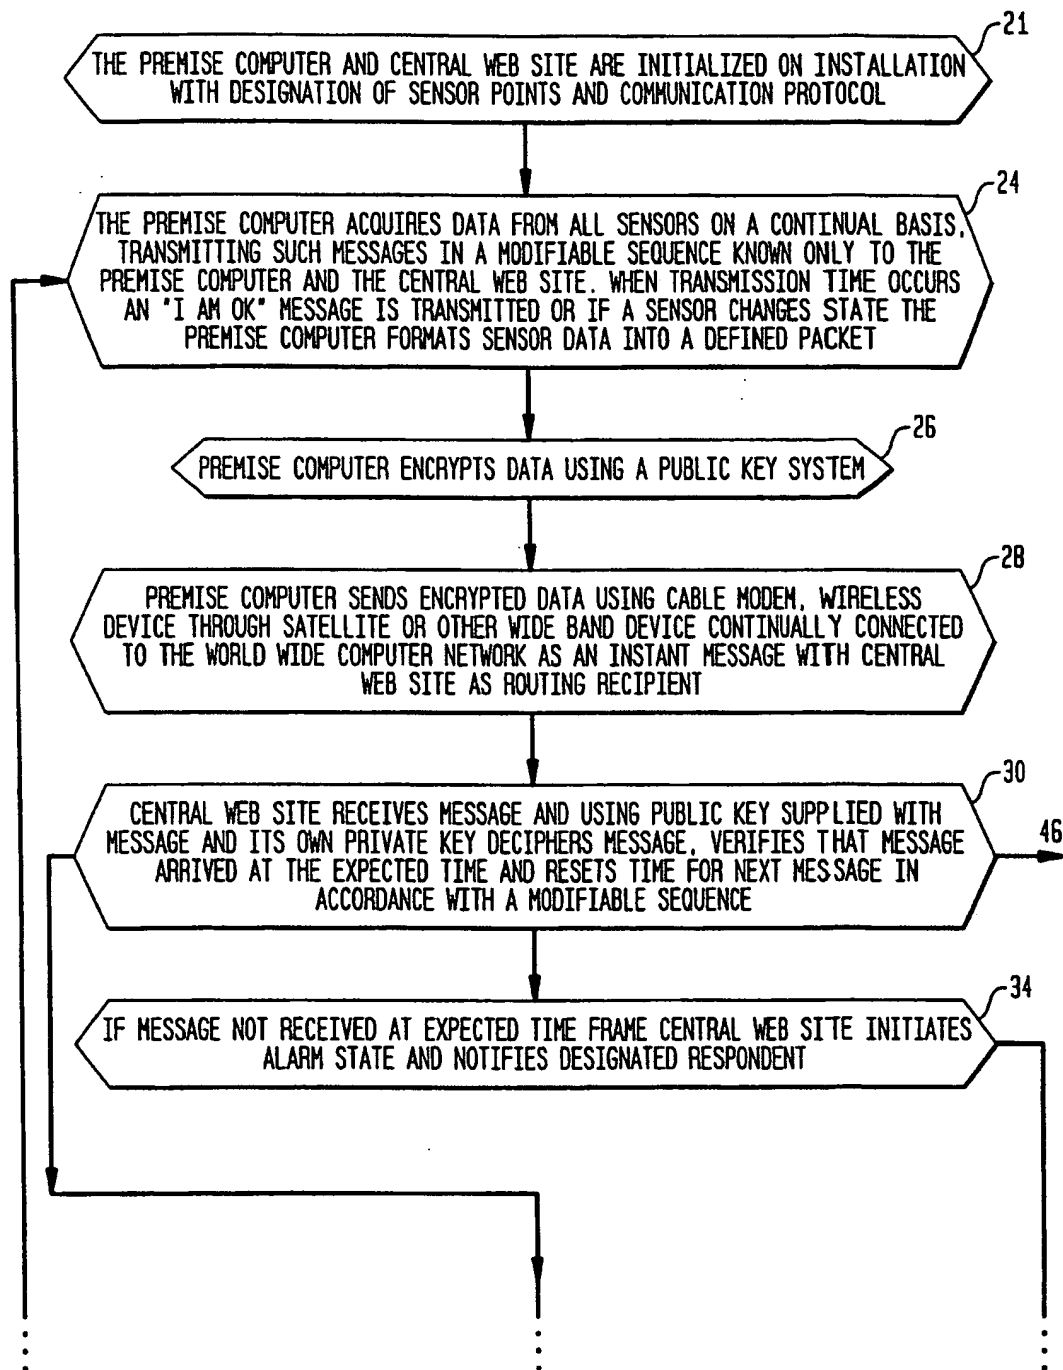 21
THE PREMISE COMPUTER AND CENTRAL WEB SITE ARE INITIALIZED ON INSTALLATION
WITH DESIGNATION OF SENSOR POINTS AND COMMUNICATION PROTOCOL
24
THE PREMISE COMPUTER ACQUIRES DATA FROM ALL SENSORS ON A CONTINUAL BASIS,
TRANSMITTING SUCH MESSAGES IN A MODIFIABLE SEQUENCE KNOWN ONLY TO THE
PREMISE COMPUTER AND THE CENTRAL WEB SITE. WHEN TRANSMISSION TIME OCCURS
AN "I AM OK" MESSAGE IS TRANSMITTED OR IF A SENSOR CHANGES STATE THE
PREMISE COMPUTER FORMATS SENSOR DATA INTO A DEFINED PACKET
26
PREMISE COMPUTER ENCRYPTS DATA USING A PUBLIC KEY SYSTEM
28
PREMISE COMPUTER SENDS ENCRYPTED DATA USING CABLE MODEM, WIRELESS
DEVICE THROUGH SATELLITE OR OTHER WIDE BAND DEVICE CONTINUALLY CONNECTED
TO THE WORLD WIDE COMPUTER NETWORK AS AN INSTANT MESSAGE WITH CENTRAL
WEB SITE AS ROUTING RECIPIENT
30
CENTRAL WEB SITE RECEIVES MESSAGE AND USING PUBLIC KEY SUPPLIED WITH
MESSAGE AND ITS OWN PRIVATE KEY DECIPHERS MESSAGE, VERIFIES THAT MESSAGE
ARRIVED AT THE EXPECTED TIME AND RESETS TIME FOR NEXT MESSAGE IN
ACCORDANCE WITH A MODIFIABLE SEQUENCE
46
34
IF MESSAGE NOT RECEIVED AT EXPECTED TIME FRAME CENTRAL WEB SITE INITIATES
ALARM STATE AND NOTIFIES DESIGNATED RESPONDENT